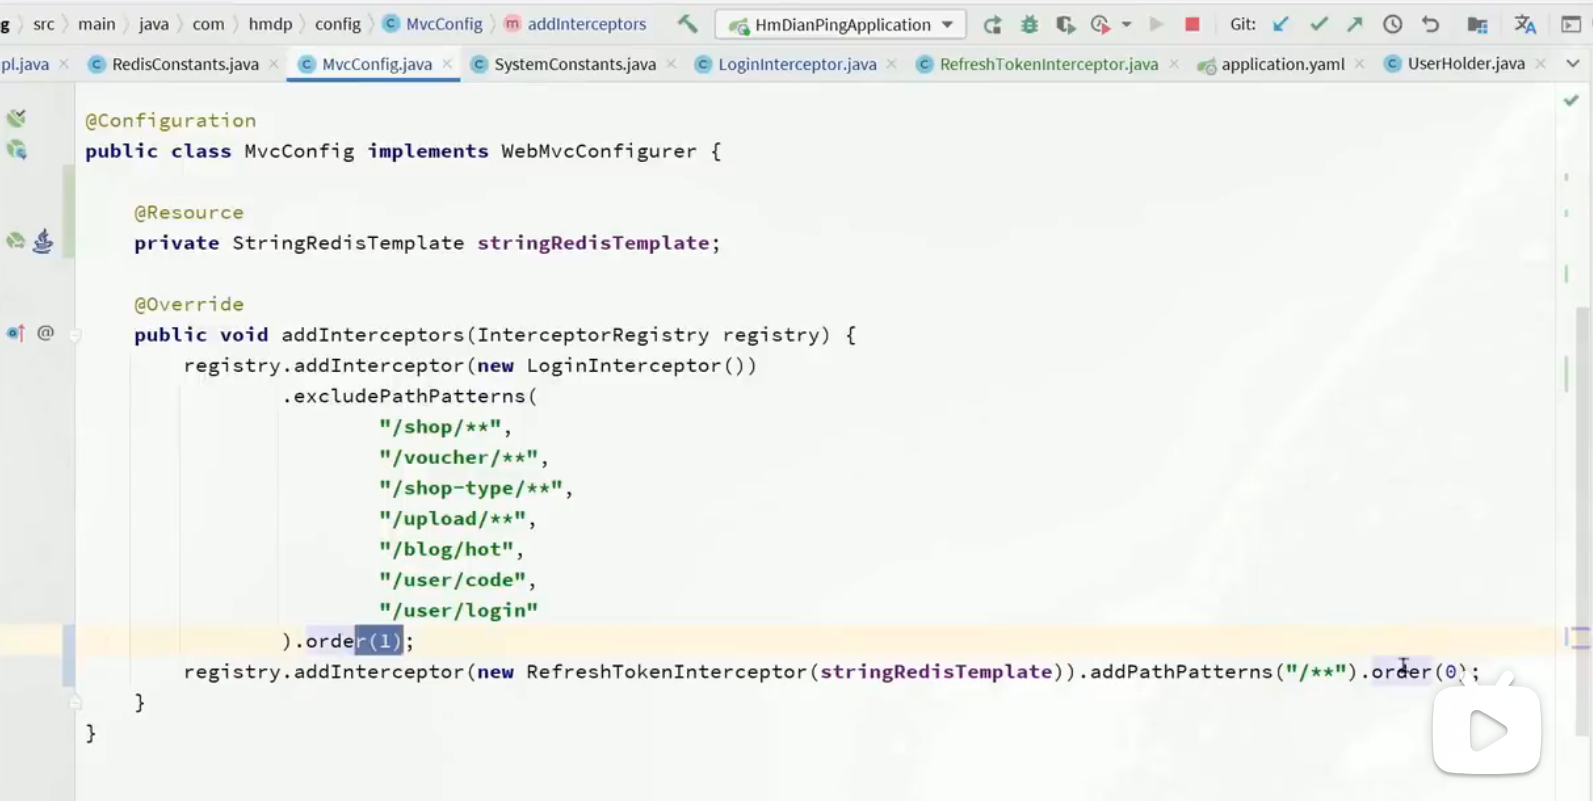 g src main java com hmdp config MvcConfig addInterceptors HmDianPingApplication Git:
pl.java RedisConstants.java MvcConfig.java SystemConstants.java LoginInterceptor.java RefreshTokenInterceptor.java application.yaml UserHolder.java
@Configuration
public class MvcConfig implements WebMvcConfigurer {
@Resource
private StringRedisTemplate stringRedisTemplate;
@Override
public void addInterceptors(InterceptorRegistry registry) {
registry.addInterceptor(new LoginInterceptor())
.excludePathPatterns(
"/shop/**",
"/voucher/**",
"/shop-type/**",
"/upload/**",
"/blog/hot",
"/user/code",
"/user/login"
).order(1);
registry.addInterceptor(new RefreshTokenInterceptor(stringRedisTemplate)).addPathPatterns("/**").order(0);
}
}